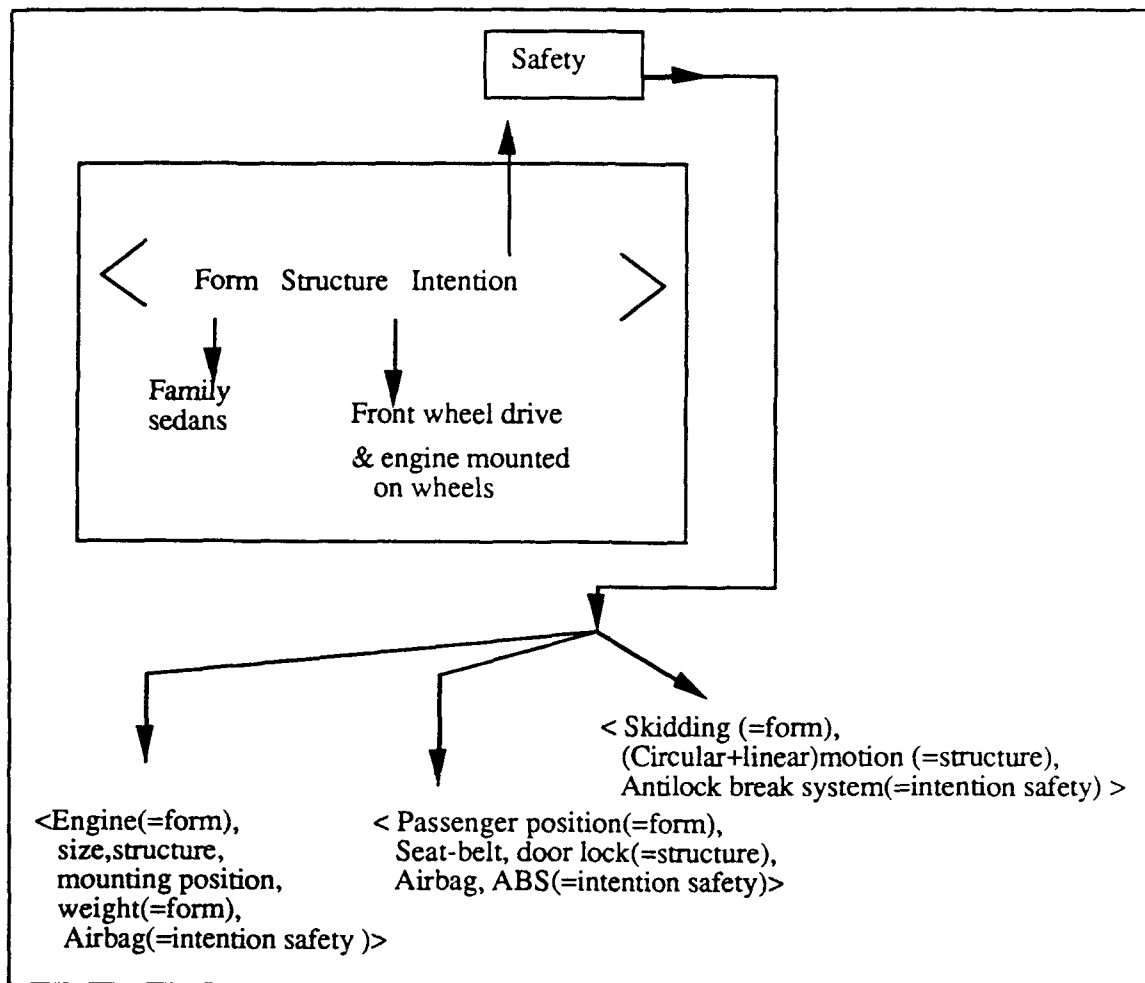 Safety
Form Structure Intention
Family
sedans
Front wheel drive
& engine mounted
on wheels
< Skidding (=form),
(Circular+linear)motion (=structure),
Antilock break system(=intention safety) >
<Engine(=form),
size,structure,
mounting position,
weight(=form),
Airbag(=intention safety )>
< Passenger position(=form),
Seat-belt, door lock(=structure),
Airbag, ABS(=intention safety)>